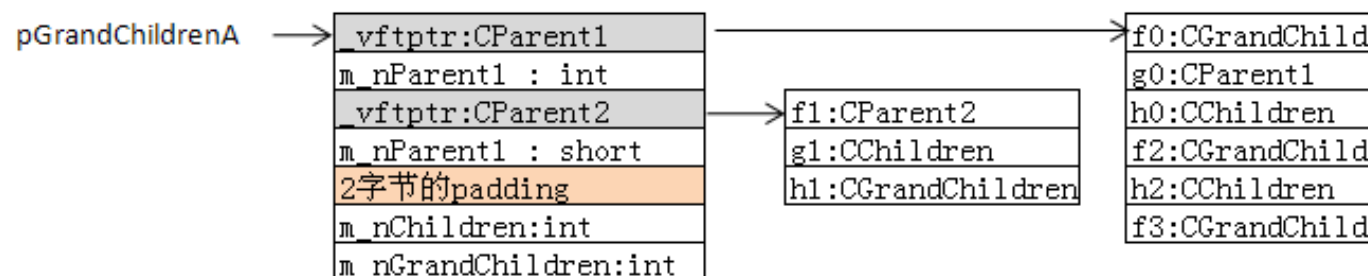 pGrandChildrenA
_vftptr:CParent1
m_nParent1 : int
_vftptr:CParent2
m_nParent1 : short
2字节的padding
m_nChildren:int
m_nGrandChildren:int
f1:CParent2
g1:CChildren
h1:CGrandChildren
f0:CGrandChild
g0:CParent1
h0:CChildren
f2:CGrandChild
h2:CChildren
f3:CGrandChild